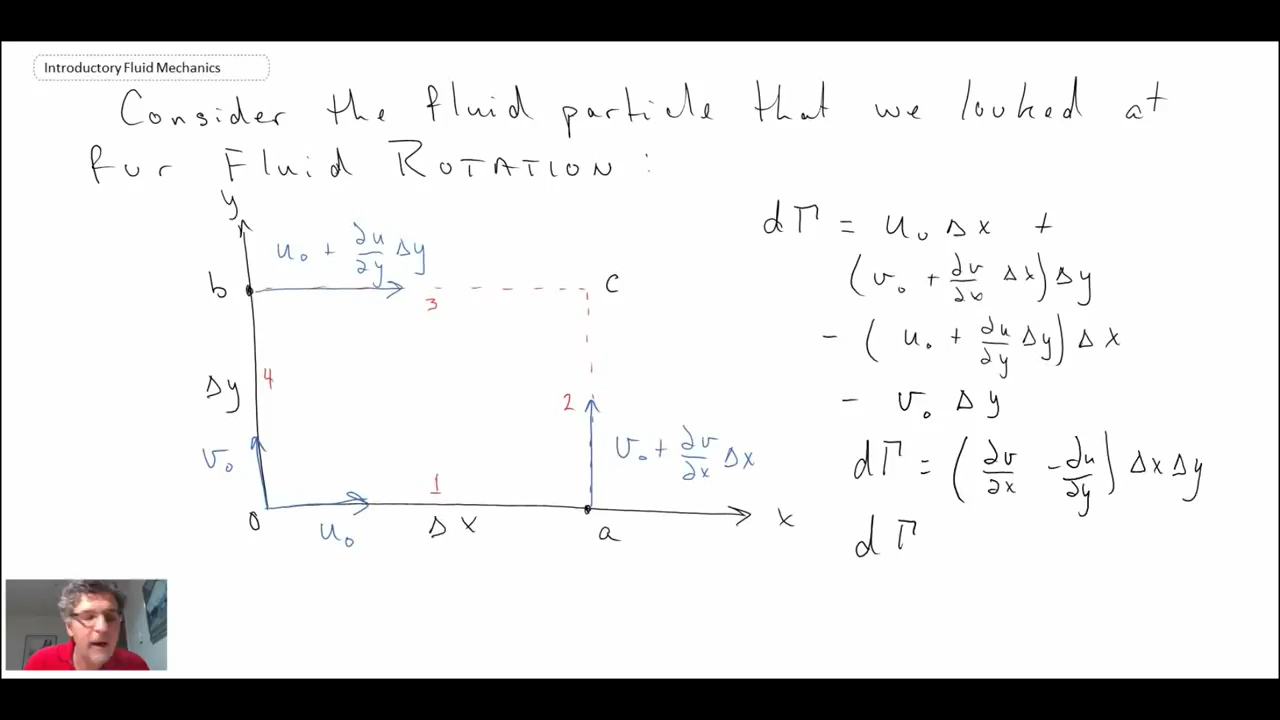 Introductory Fluid Mechanics
Consider the fluid particle that we looked at
for Fluid ROTATION :
y
u₀ + ∂u/∂y Δy
b
c
3
Δy
4
2
v₀
v₀ + ∂v/∂x Δx
1
0
u₀
Δx
a
x
dΓ = u₀ Δx +
(v₀ + ∂v/∂x Δx) Δy
- (u₀ + ∂u/∂y Δy) Δx
- v₀ Δy
dΓ = (∂v/∂x - ∂u/∂y) Δx Δy
dΓ